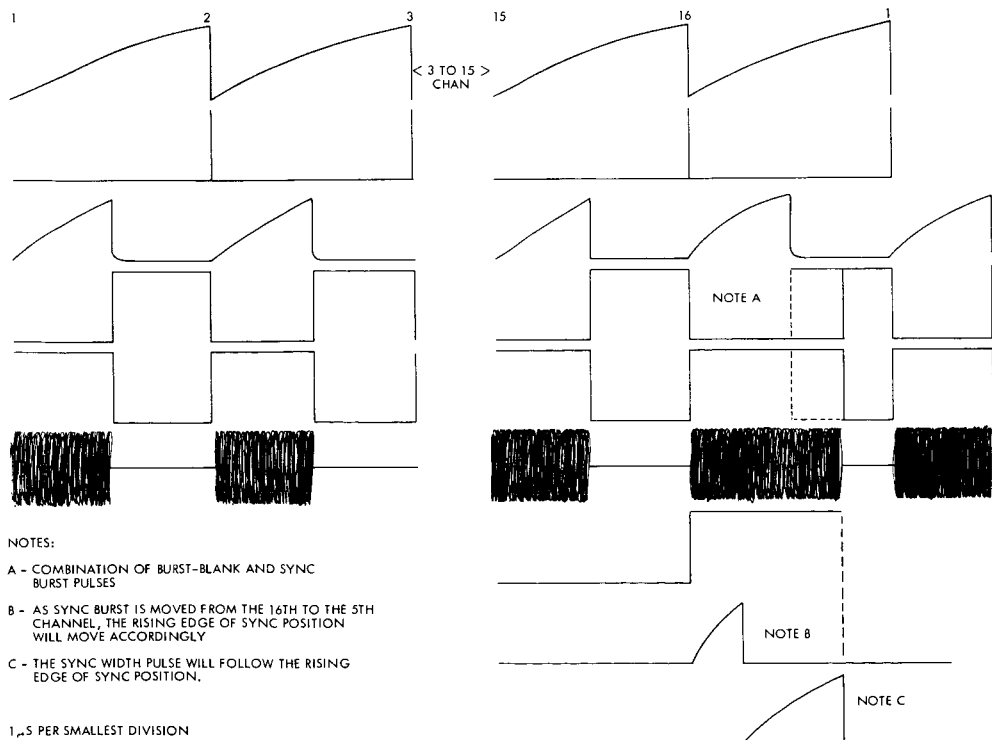 1
2
3
15
16
1
< 3 TO 15 >
CHAN
NOTE A
NOTES:
A - COMBINATION OF BURST-BLANK AND SYNC
BURST PULSES
B - AS SYNC BURST IS MOVED FROM THE 16TH TO THE 5TH
CHANNEL, THE RISING EDGE OF SYNC POSITION
WILL MOVE ACCORDINGLY
C - THE SYNC WIDTH PULSE WILL FOLLOW THE RISING
EDGE OF SYNC POSITION.
1 μS PER SMALLEST DIVISION
NOTE B
NOTE C